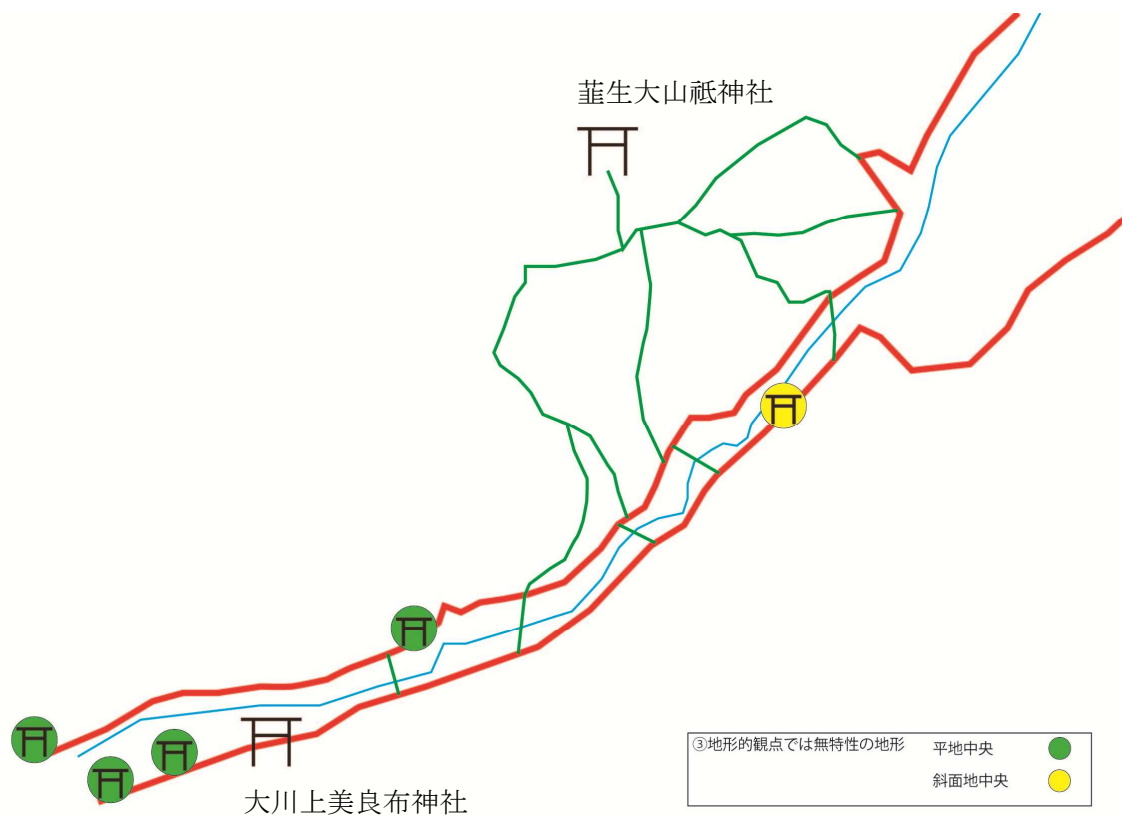 韮生大山祗神社
大川上美良布神社
③地形的観点では無特性の地形 平地中央
斜面地中央